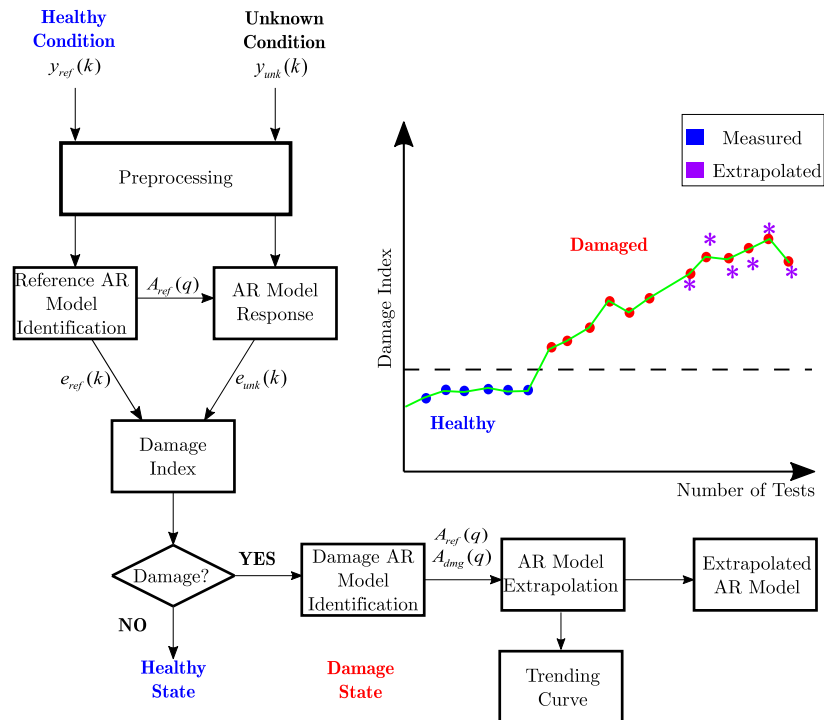 Healthy
Condition
y_ref(k)
Unknown
Condition
y_unk(k)
Preprocessing
Reference AR
Model
Identification
A_ref(q)
AR Model
Response
e_ref(k)
e_unk(k)
Damage
Index
Damage?
YES
NO
Healthy
State
Damage AR
Model
Identification
Damage
State
A_ref(q)
A_dmg(q)
AR Model
Extrapolation
Extrapolated
AR Model
Trending
Curve
Measured
Extrapolated
Damage Index
Damaged
Healthy
Number of Tests